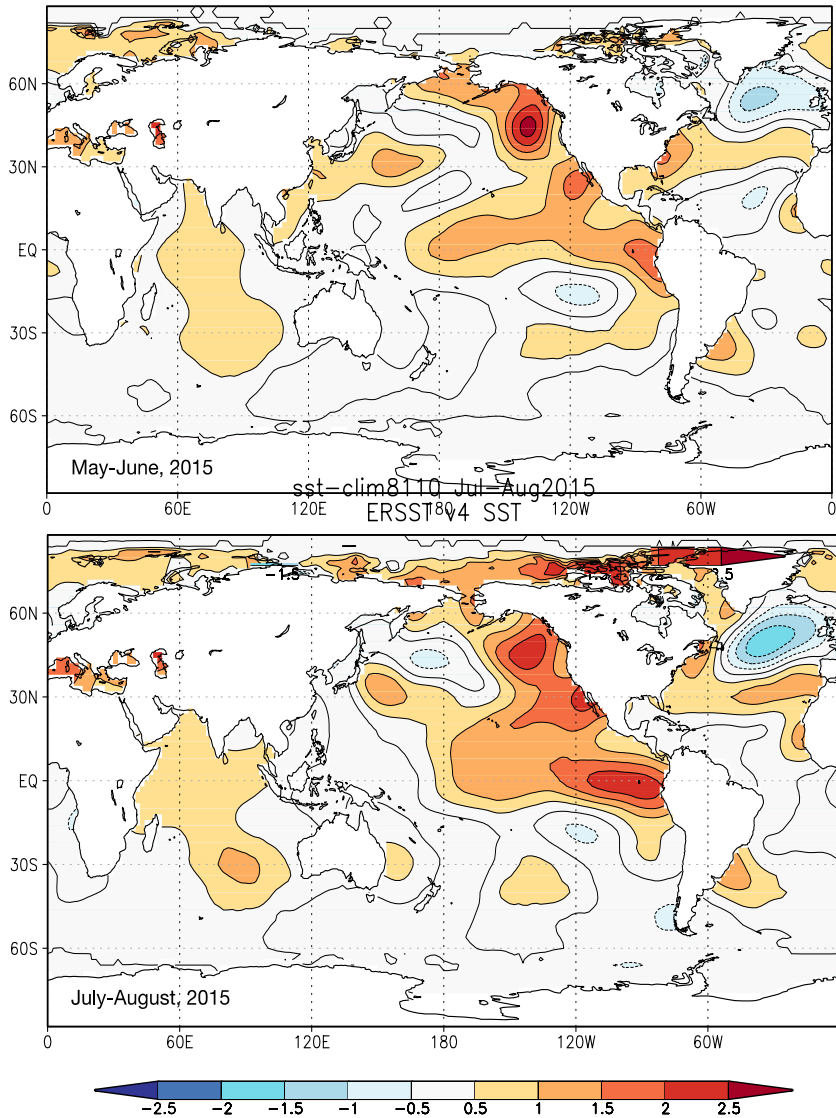 60N
30N
EQ
30S
60S
May-June, 2015
0 60E 120E 180 120W 60W 0
sst-clim8110 Jul-Aug2015
ERSST v4 SST
-1.5
60N
30N
EQ
30S
60S
July-August, 2015
0 60E 120E 180 120W 60W
-2.5 -2 -1.5 -1 -0.5 0.5 1 1.5 2 2.5